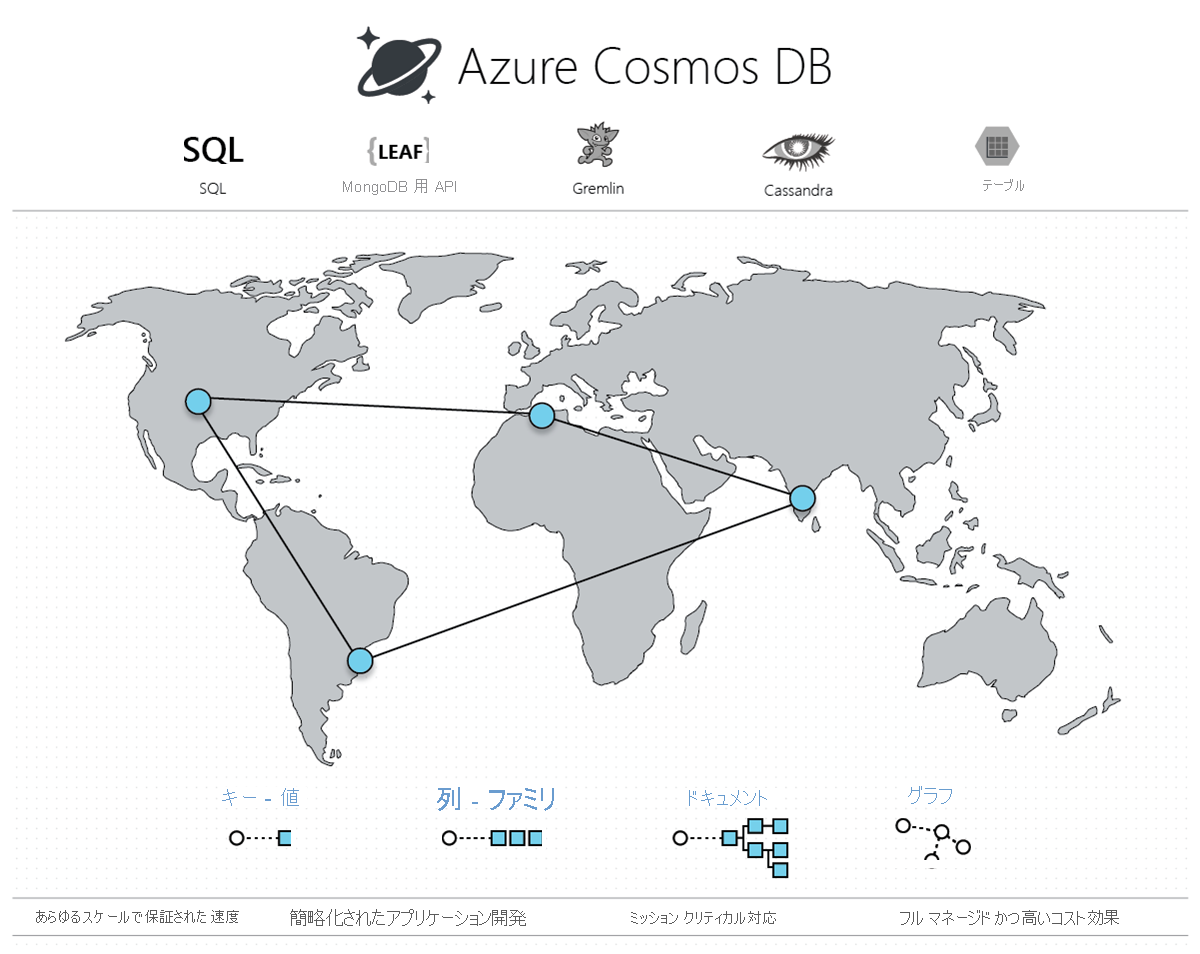 Azure Cosmos DB
SQL
{LEAF}
SQL
MongoDB 用 API
Gremlin
Cassandra
テーブル
キー - 値
列 - ファミリ
ドキュメント
グラフ
あらゆるスケールで保証された速度
簡略化されたアプリケーション開発
ミッション クリティカル対応
フル マネージド かつ高いコスト効果